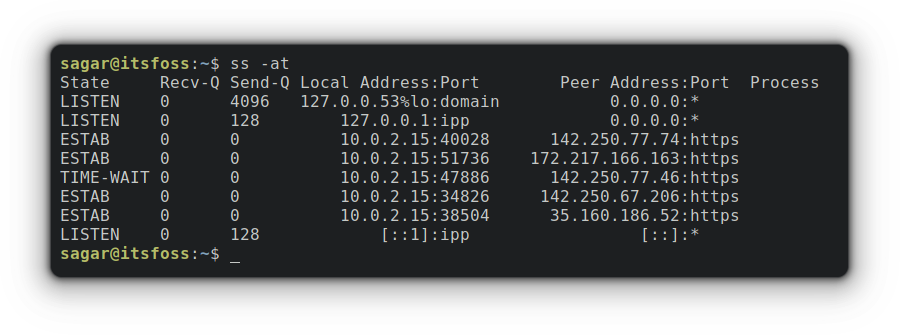 sagar@itsfoss:~$ ss -at
State     Recv-Q Send-Q Local Address:Port        Peer Address:Port  Process
LISTEN    0      4096   127.0.0.53%lo:domain           0.0.0.0:*
LISTEN    0      128        127.0.0.1:ipp              0.0.0.0:*
ESTAB     0      0          10.0.2.15:40028      142.250.77.74:https
ESTAB     0      0          10.0.2.15:51736    172.217.166.163:https
TIME-WAIT 0      0          10.0.2.15:47886      142.250.77.46:https
ESTAB     0      0          10.0.2.15:34826     142.250.67.206:https
ESTAB     0      0          10.0.2.15:38504      35.160.186.52:https
LISTEN    0      128            [::1]:ipp                 [::]:*
sagar@itsfoss:~$ _